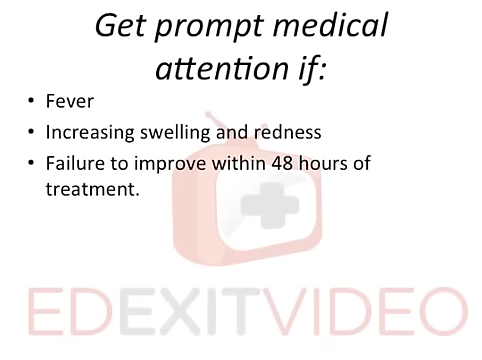 Get prompt medical
attention if:
• Fever
• Increasing swelling and redness
• Failure to improve within 48 hours of
treatment.
EDEXITVIDEO